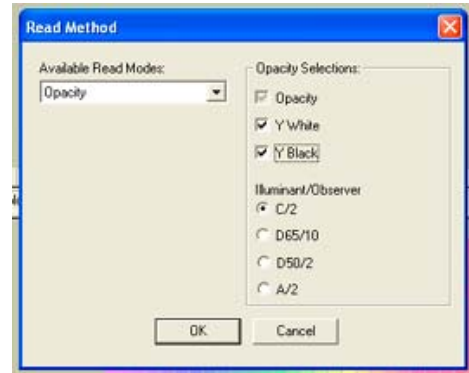 Read Method
Available Read Modes:
Opacity
Opacity Selections:
Opacity
Y White
Y Black
Illuminant/Observer
C/2
D65/10
D50/2
A/2
OK
Cancel